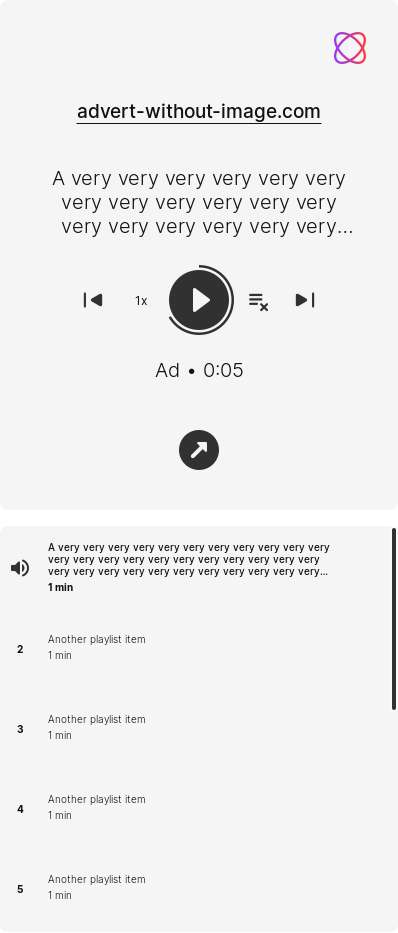 advert-without-image.com
A very very very very very very
very very very very very very
very very very very very very…
1x
Ad • 0:05
A very very very very very very very very very very very
very very very very very very very very very very very
very very very very very very very very very very very…
1 min
2
Another playlist item
1 min
3
Another playlist item
1 min
4
Another playlist item
1 min
5
Another playlist item
1 min